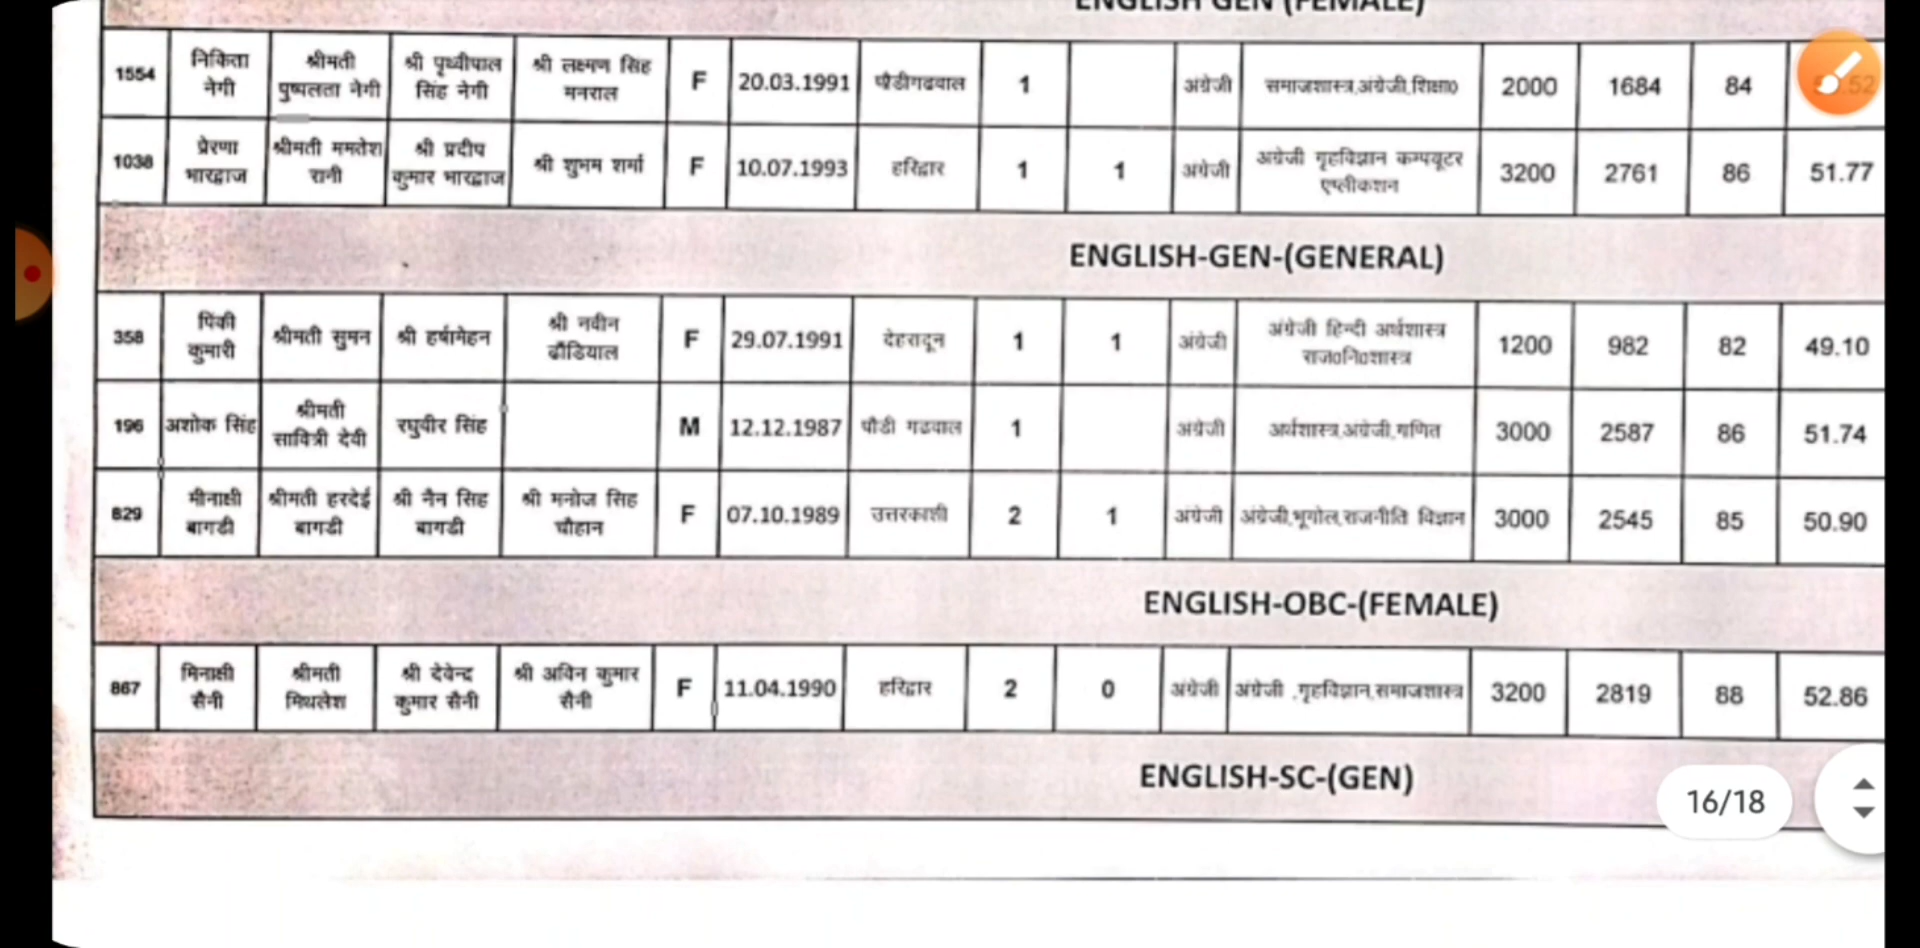 ENGLISH GEN (FEMALE)
1554 निकिता नेगी श्रीमती पुष्पलता नेगी श्री पृथ्वीपाल सिंह नेगी श्री लक्ष्मण सिंह मनराल F 20.03.1991 पौडीगढवाल 1 अंग्रेजी समाजशास्त्र,अंग्रेजी,शिक्षा0 2000 1684 84
1038 प्रेरणा भारद्वाज श्रीमती ममतेश रानी श्री प्रदीप कुमार भारद्वाज श्री शुभम शर्मा F 10.07.1993 हरिद्वार 1 1 अंग्रेजी अंग्रेजी गृहविज्ञान कम्पयूटर एप्लीकशन 3200 2761 86 51.77
ENGLISH-GEN-(GENERAL)
358 पिंकी कुमारी श्रीमती सुमन श्री हर्षामेहन श्री नवीन ढौंडियाल F 29.07.1991 देहरादून 1 1 अंग्रेजी अंग्रेजी हिन्दी अर्थशास्त्र राज0नि0शास्त्र 1200 982 82 49.10
196 अशोक सिंह श्रीमती सावित्री देवी रघुवीर सिंह M 12.12.1987 पौडी गढवाल 1 अंग्रेजी अर्थशास्त्र,अंग्रेजी,गणित 3000 2587 86 51.74
829 मीनाक्षी बागडी श्रीमती हरदेई बागडी श्री नैन सिंह बागडी श्री मनोज सिंह चौहान F 07.10.1989 उत्तरकाशी 2 1 अंग्रेजी अंग्रेजी,भूगोल,राजनीति विज्ञान 3000 2545 85 50.90
ENGLISH-OBC-(FEMALE)
867 मिनाक्षी सैनी श्रीमती मिथलेश श्री देवेन्द्र कुमार सैनी श्री अविन कुमार सैनी F 11.04.1990 हरिद्वार 2 0 अंग्रेजी अंग्रेजी ,गृहविज्ञान,समाजशास्त्र 3200 2819 88 52.86
ENGLISH-SC-(GEN)
16/18